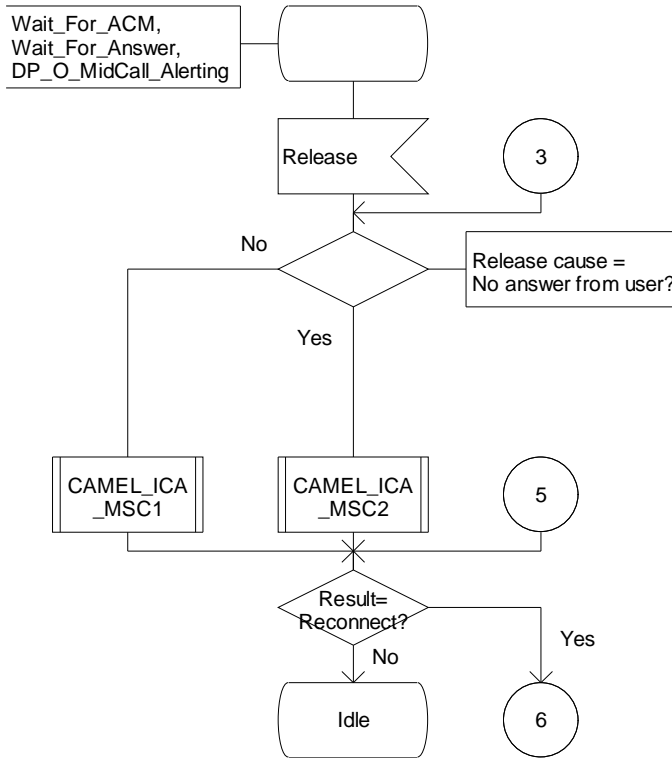 Wait_For_ACM,
Wait_For_Answer,
DP_O_MidCall_Alerting
Release
3
No
Release cause =
No answer from user?
Yes
CAMEL_ICA
_MSC1
CAMEL_ICA
_MSC2
5
Result=
Reconnect?
Yes
No
Idle
6